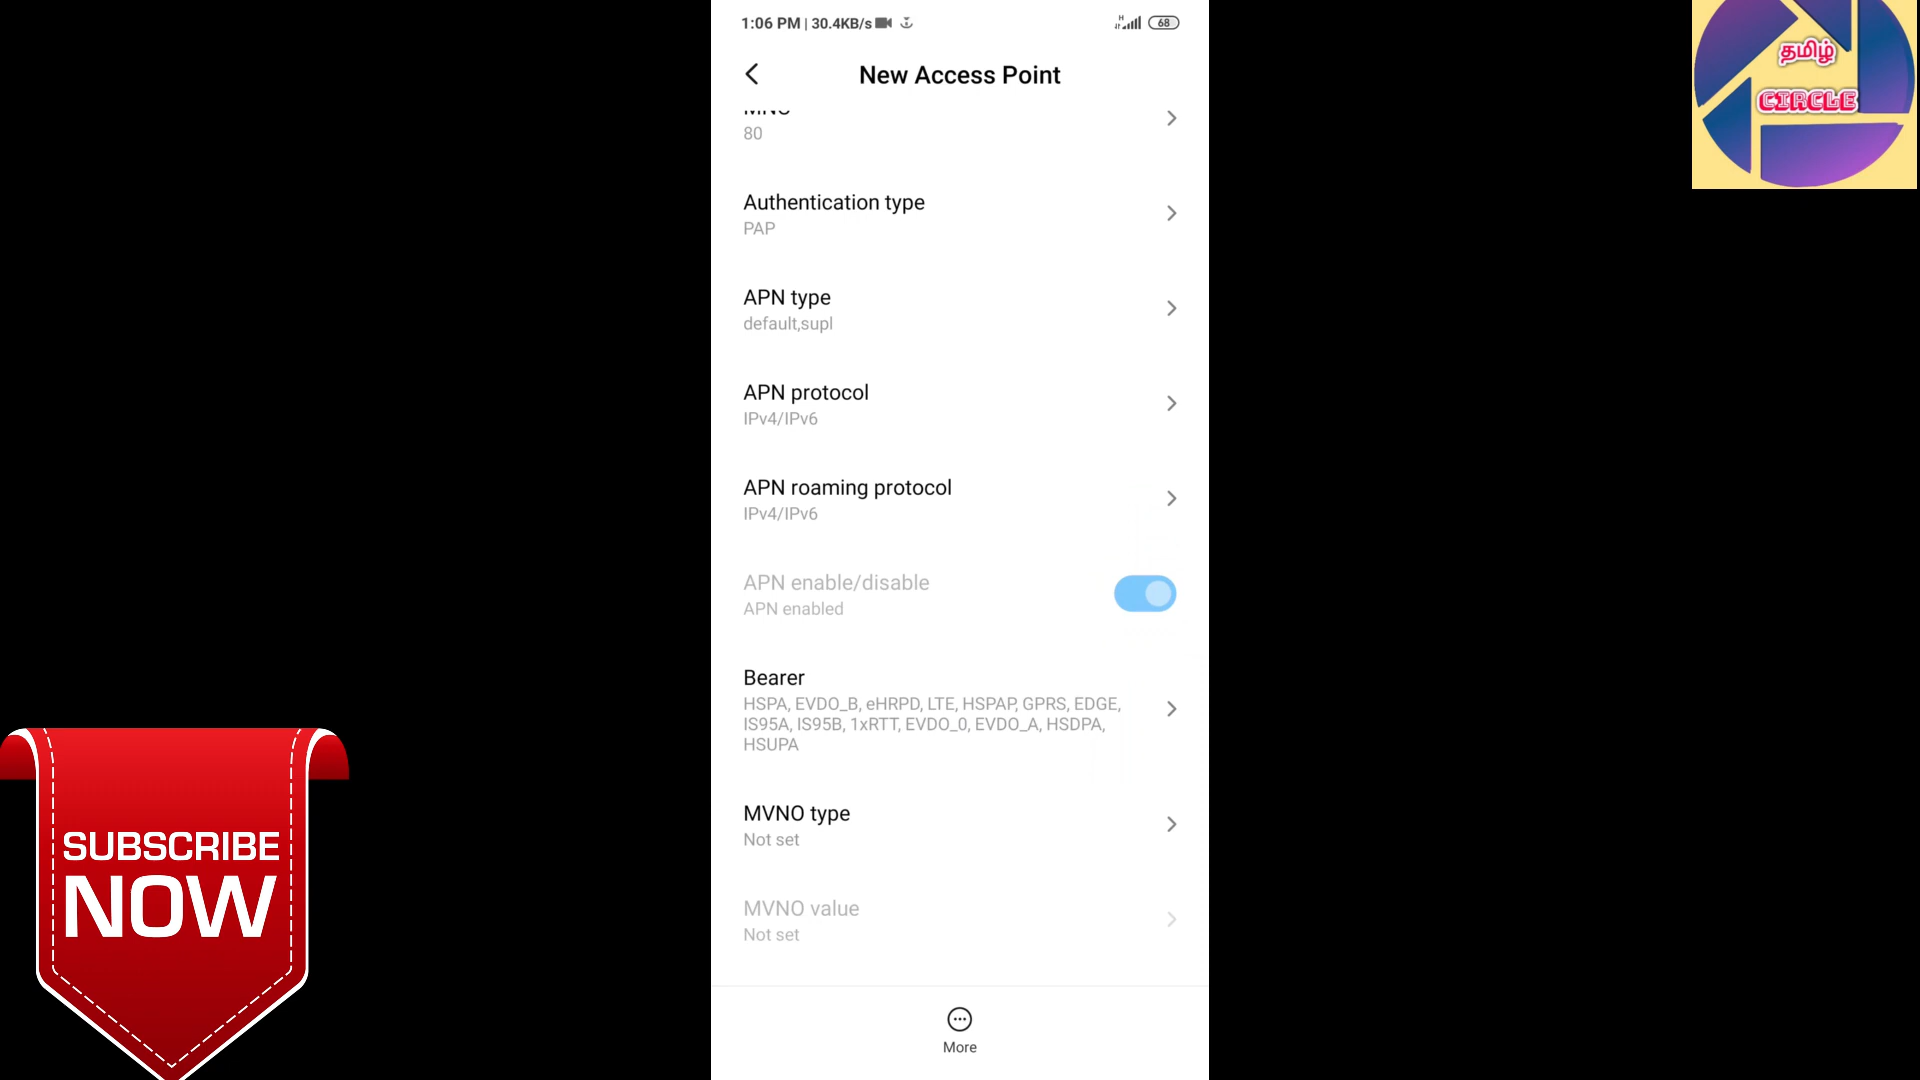 1:06 PM | 30.4KB/s
H
68
தமிழ்
CIRCLE
New Access Point
MNC
80
Authentication type
PAP
APN type
default,supl
APN protocol
IPv4/IPv6
APN roaming protocol
IPv4/IPv6
APN enable/disable
APN enabled
Bearer
HSPA, EVDO_B, eHRPD, LTE, HSPAP, GPRS, EDGE,
IS95A, IS95B, 1xRTT, EVDO_0, EVDO_A, HSDPA,
HSUPA
MVNO type
Not set
MVNO value
Not set
More
SUBSCRIBE
NOW